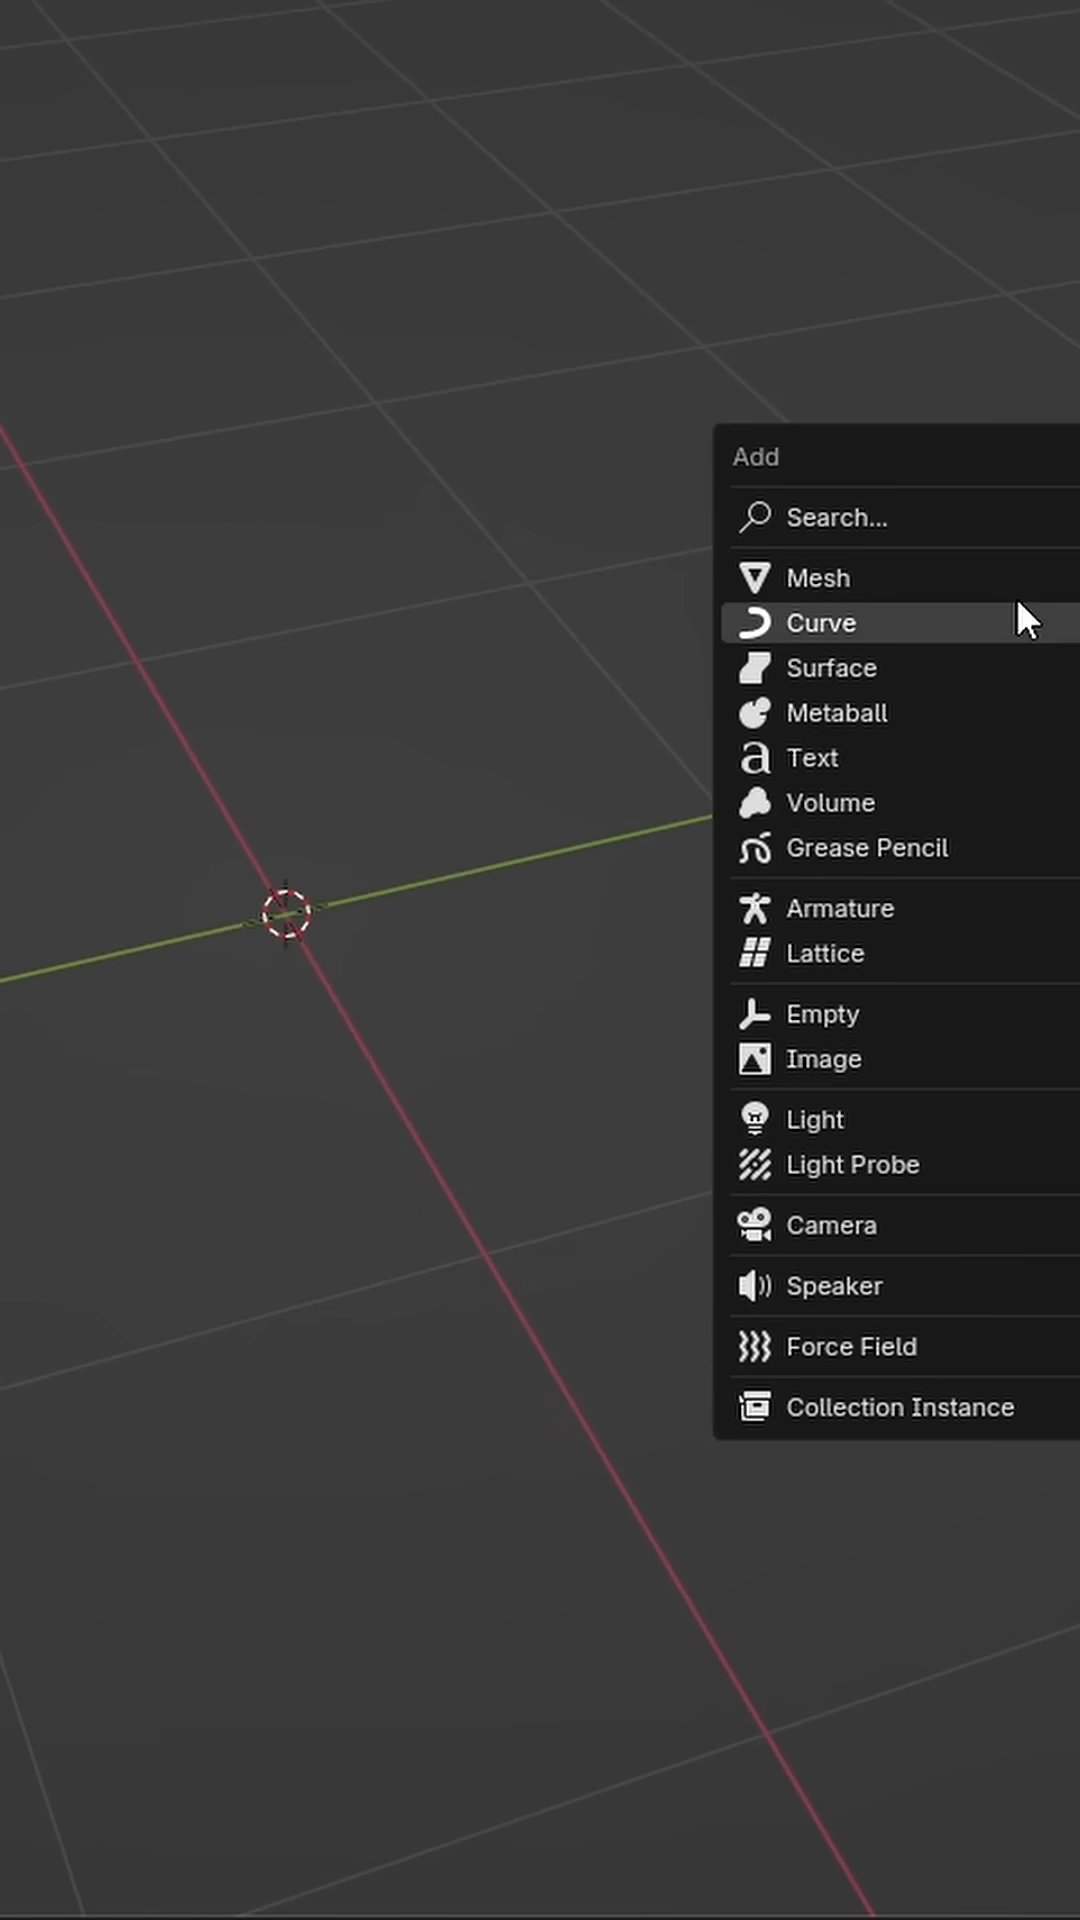 Add
Search...
Mesh
Curve
Surface
Metaball
Text
Volume
Grease Pencil
Armature
Lattice
Empty
Image
Light
Light Probe
Camera
Speaker
Force Field
Collection Instance